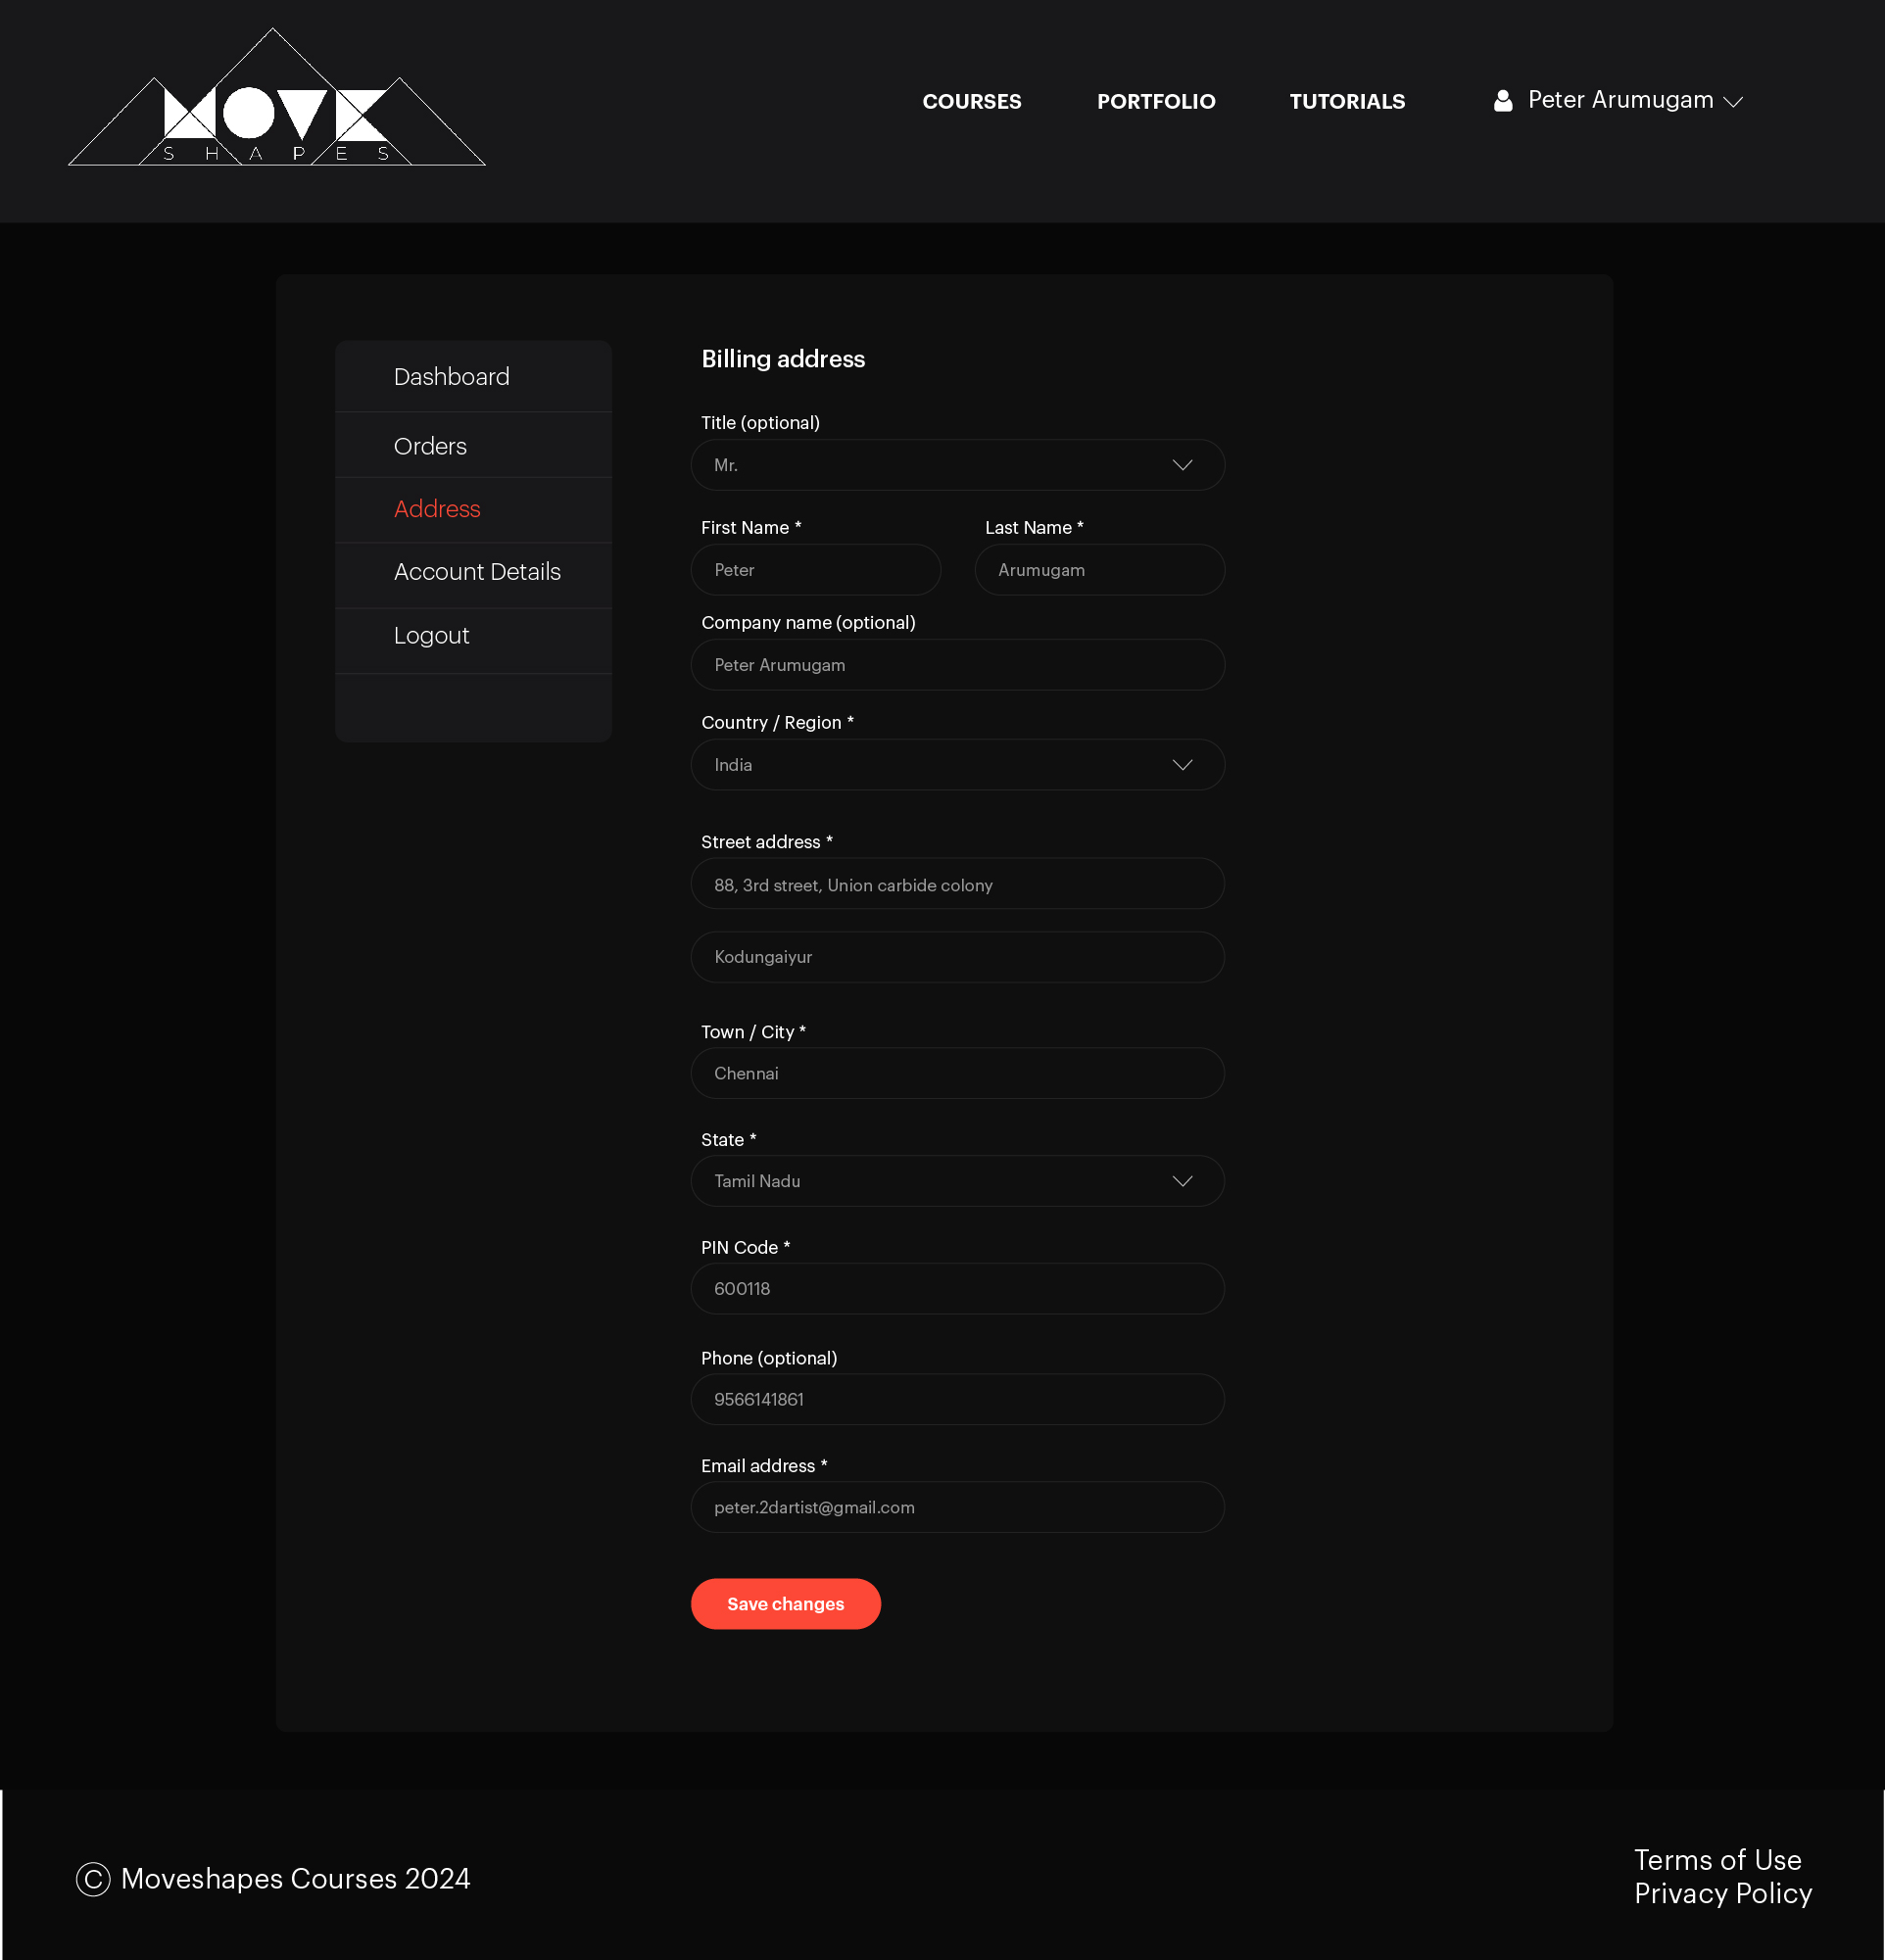 MOVE
SHAPES
COURSES PORTFOLIO TUTORIALS Peter Arumugam
Dashboard
Orders
Address
Account Details
Logout
Billing address
Title (optional)
Mr.
First Name * Last Name *
Peter Arumugam
Company name (optional)
Peter Arumugam
Country / Region *
India
Street address *
88, 3rd street, Union carbide colony
Kodungaiyur
Town / City *
Chennai
State *
Tamil Nadu
PIN Code *
600118
Phone (optional)
9566141861
Email address *
peter.2dartist@gmail.com
Save changes
© Moveshapes Courses 2024
Terms of Use
Privacy Policy